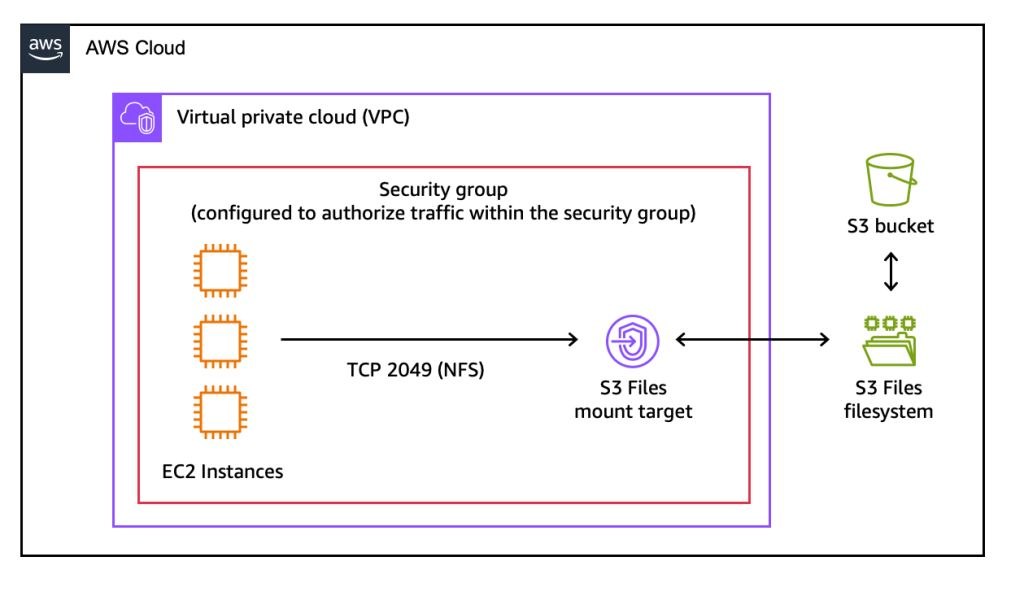 aws
AWS Cloud
Virtual private cloud (VPC)
Security group
(configured to authorize traffic within the security group)
S3 bucket
TCP 2049 (NFS)
S3 Files
mount target
S3 Files
filesystem
EC2 Instances